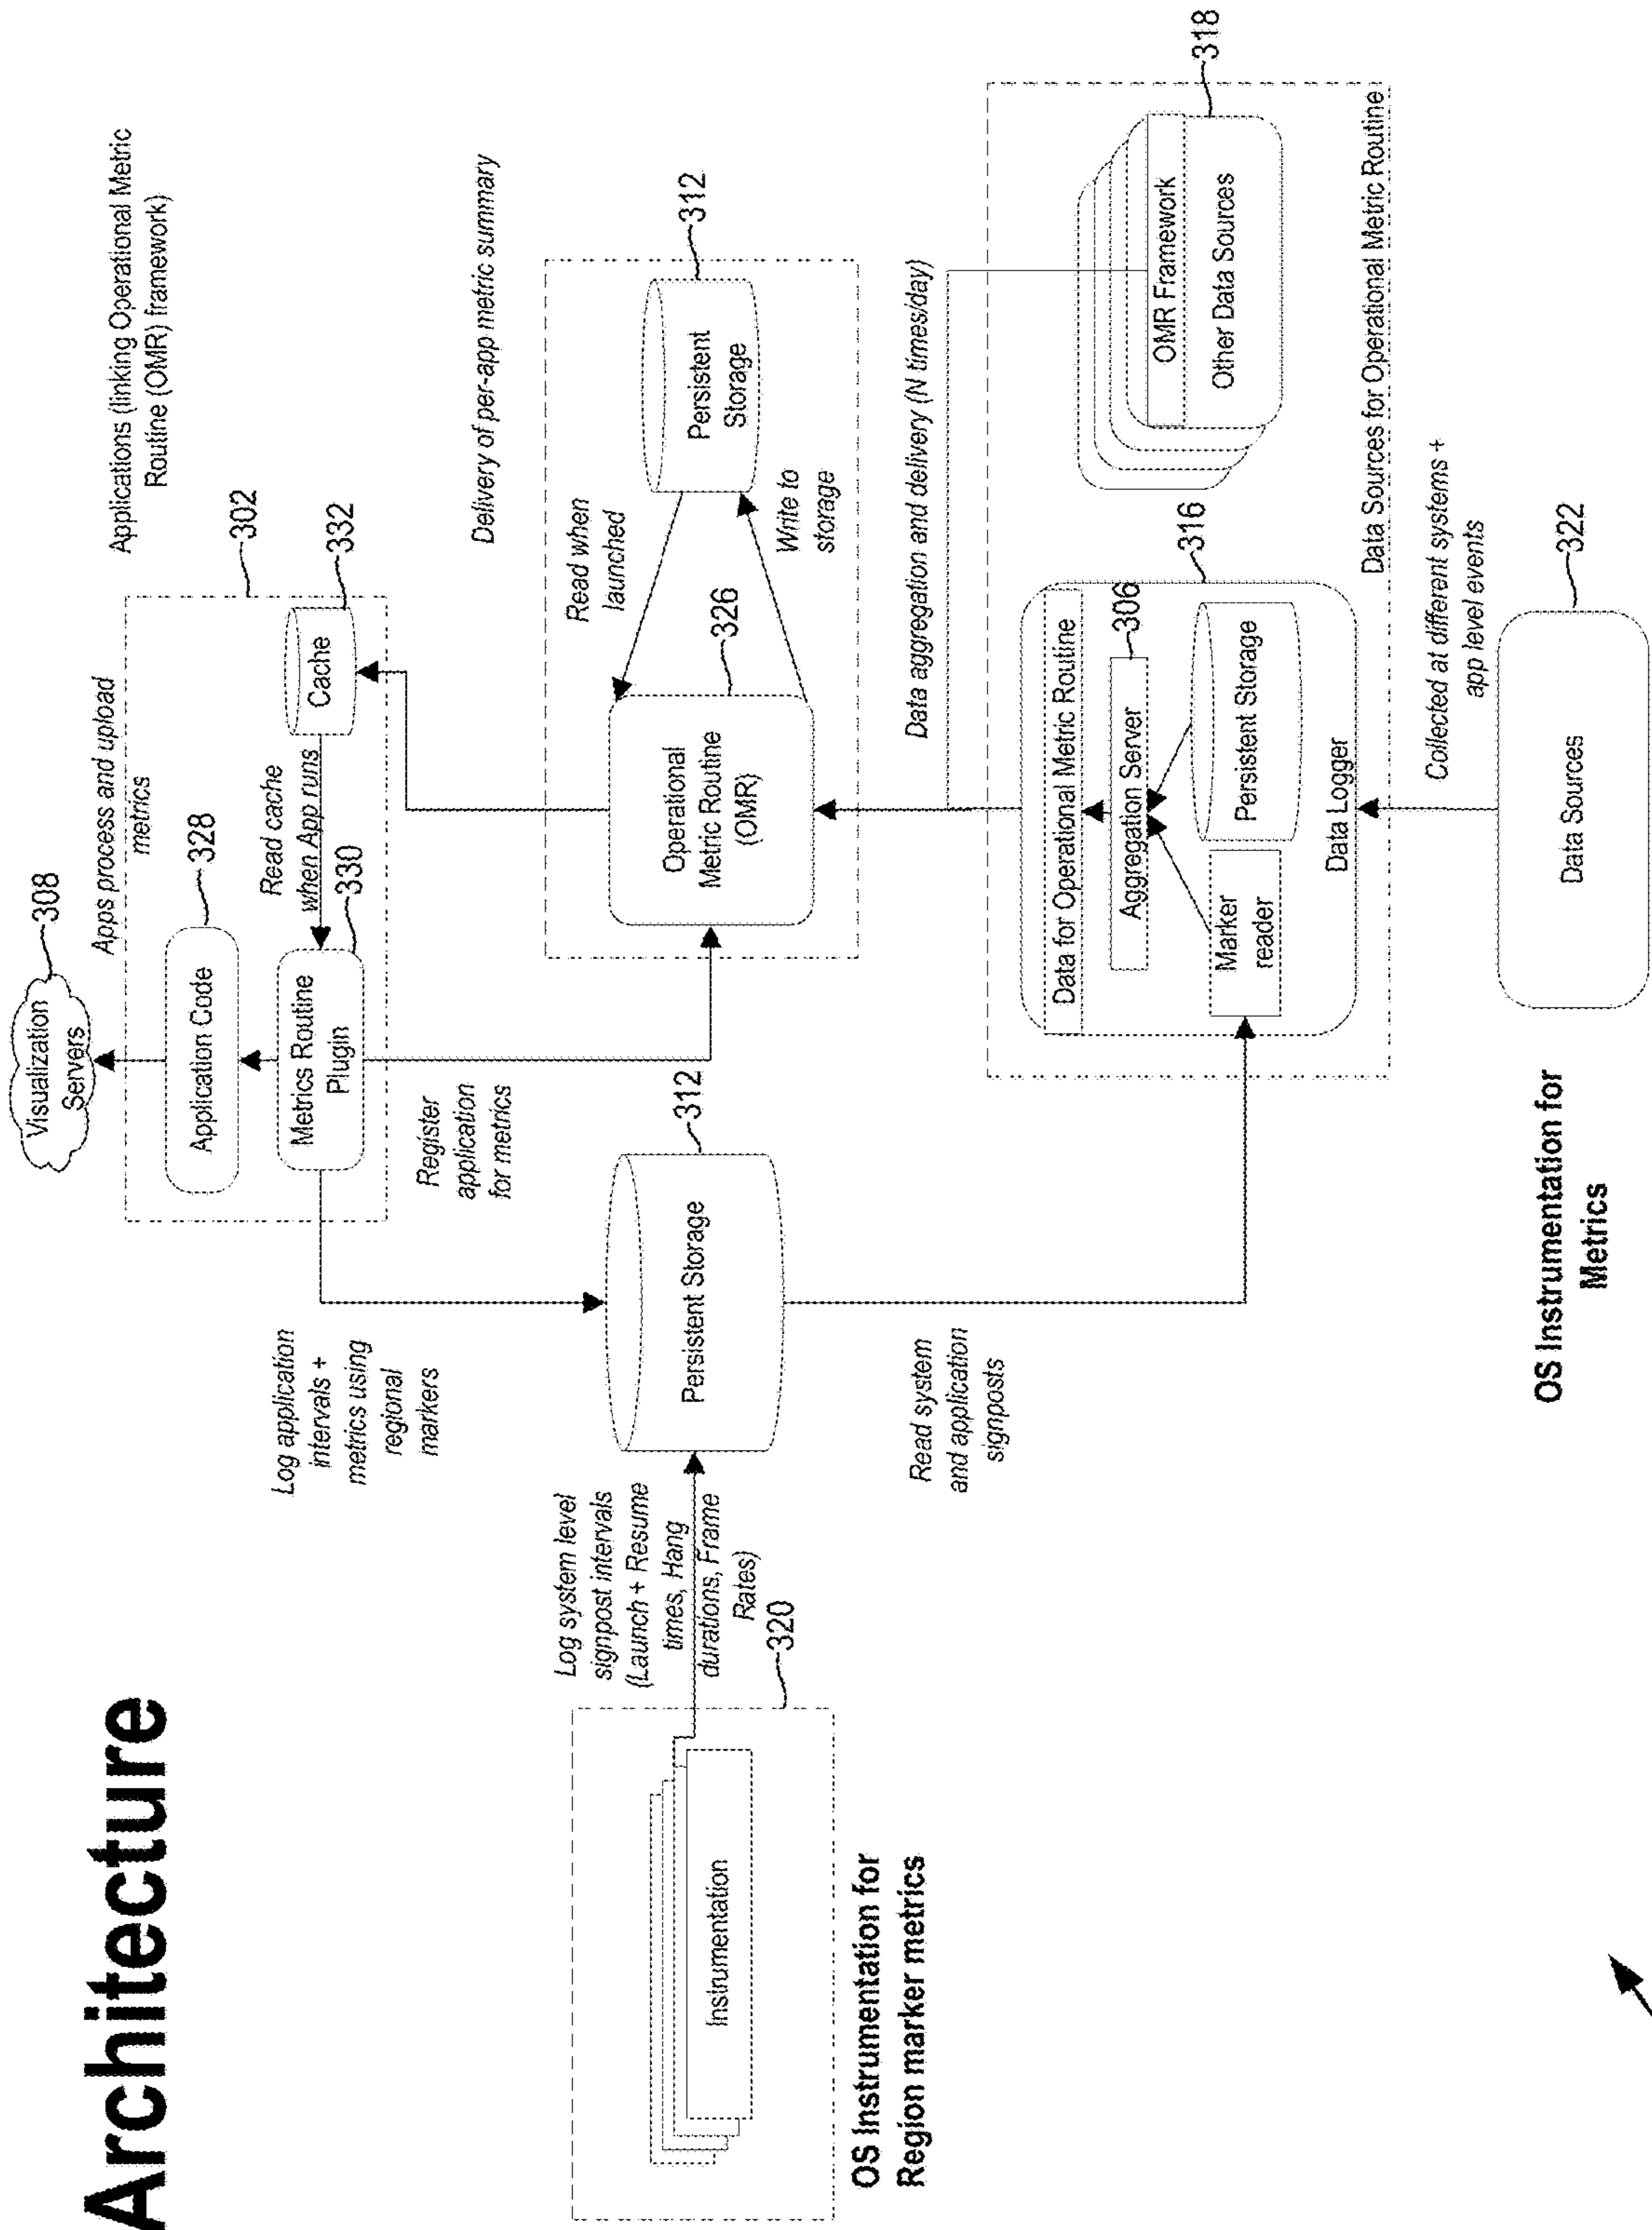 Architecture
Visualization
Servers
308
Apps process and upload
metrics
Applications (linking Operational Metric
Routine (OMR) framework)
302
Application Code
328
Metrics Routine
Plugin
330
Read cache
when App runs
Cache
332
Log application
intervals +
metrics using
regional
markers
Register
application
for metrics
Delivery of per-app metric summary
Log system level
signpost intervals
(Launch + Resume
times, Hang
durations, Frame
Rates)
320
Instrumentation
OS Instrumentation for
Region marker metrics
Persistent Storage
312
Operational
Metric Routine
(OMR)
326
Read when
launched
Write to
storage
Persistent
Storage
312
Read system
and application
signposts
Data aggregation and delivery (N times/day)
Data for Operational Metric Routine
Aggregation Server
306
Marker
reader
Persistent Storage
Data Logger
316
OMR Framework
Other Data Sources
318
Data Sources for Operational Metric Routine
Collected at different systems +
app level events
Data Sources
322
OS Instrumentation for
Metrics